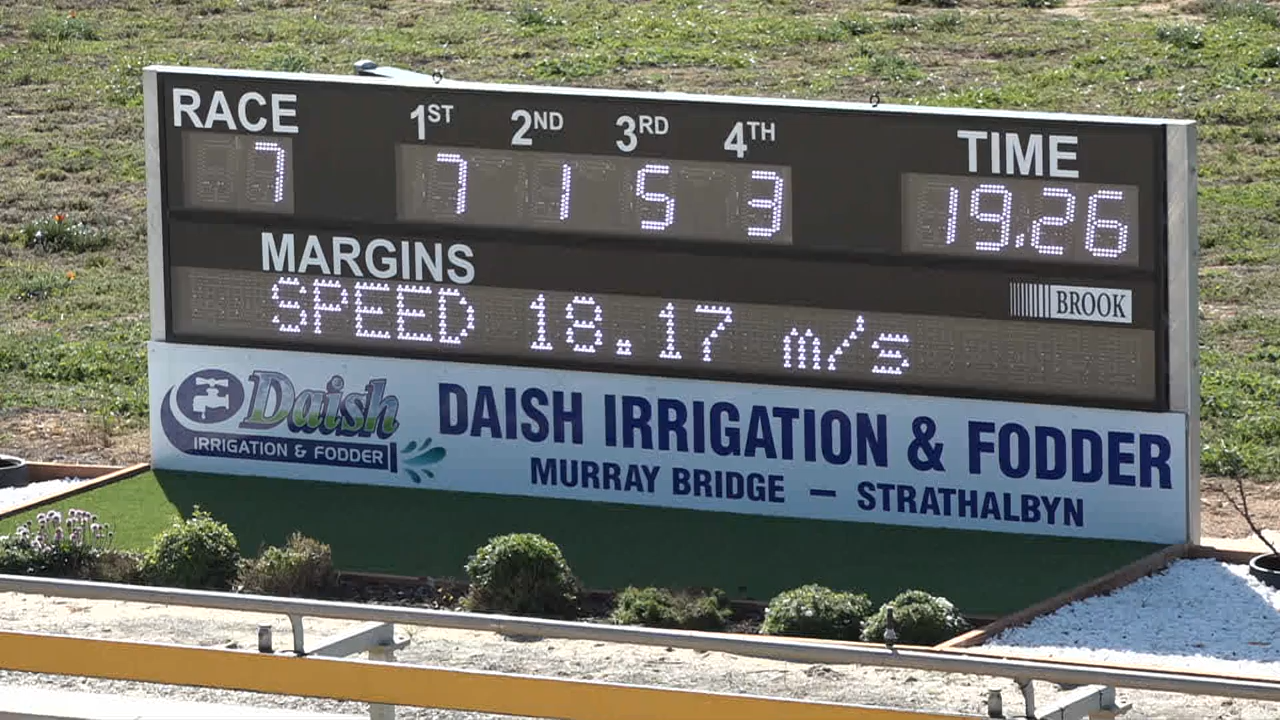 RACE 1ST 2ND 3RD 4TH TIME
7 7 1 5 3 19.26
MARGINS
BROOK
SPEED 18.17 m/s
Daish
IRRIGATION & FODDER
DAISH IRRIGATION & FODDER
MURRAY BRIDGE – STRATHALBYN